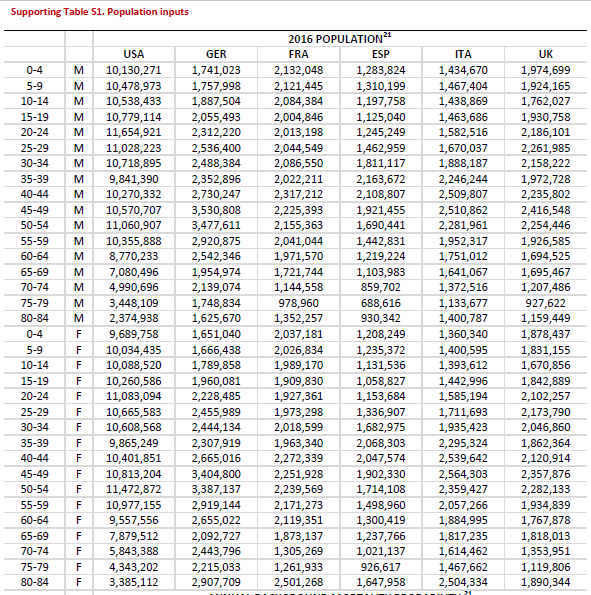 Supporting Table S1. Population inputs
2016 POPULATION21
USA GER FRA ESP ITA UK
0-4 M 10,130,271 1,741,023 2,132,048 1,283,824 1,434,670 1,974,699
5-9 M 10,478,973 1,757,998 2,121,445 1,310,199 1,467,404 1,924,165
10-14 M 10,538,433 1,887,504 2,084,384 1,197,758 1,438,869 1,762,027
15-19 M 10,779,114 2,055,493 2,004,846 1,125,040 1,463,686 1,930,758
20-24 M 11,654,921 2,312,220 2,013,198 1,245,249 1,582,516 2,186,101
25-29 M 11,028,223 2,536,400 2,044,549 1,462,959 1,670,037 2,261,985
30-34 M 10,718,895 2,488,384 2,086,550 1,811,117 1,888,187 2,158,222
35-39 M 9,841,390 2,352,896 2,022,211 2,163,672 2,246,244 1,972,728
40-44 M 10,270,332 2,730,247 2,317,212 2,108,807 2,509,807 2,235,802
45-49 M 10,570,707 3,530,808 2,225,393 1,921,455 2,510,862 2,416,548
50-54 M 11,060,907 3,477,611 2,155,363 1,690,441 2,281,961 2,254,446
55-59 M 10,355,888 2,920,875 2,041,044 1,442,831 1,952,317 1,926,585
60-64 M 8,770,233 2,542,346 1,971,570 1,219,224 1,751,012 1,694,525
65-69 M 7,080,496 1,954,974 1,721,744 1,103,983 1,641,067 1,695,467
70-74 M 4,990,696 2,139,074 1,144,558 859,702 1,372,516 1,207,486
75-79 M 3,448,109 1,748,834 978,960 688,616 1,133,677 927,622
80-84 M 2,374,938 1,625,670 1,352,257 930,342 1,400,787 1,159,449
0-4 F 9,689,758 1,651,040 2,037,181 1,208,249 1,360,340 1,878,437
5-9 F 10,034,435 1,666,438 2,026,834 1,235,372 1,400,595 1,831,155
10-14 F 10,088,520 1,789,858 1,989,170 1,131,536 1,393,612 1,670,856
15-19 F 10,260,586 1,960,081 1,909,830 1,058,827 1,442,996 1,842,889
20-24 F 11,083,094 2,228,485 1,927,361 1,153,684 1,585,194 2,102,257
25-29 F 10,665,583 2,455,989 1,973,298 1,336,907 1,711,693 2,173,790
30-34 F 10,608,568 2,444,134 2,018,599 1,682,975 1,935,423 2,046,860
35-39 F 9,865,249 2,307,919 1,963,340 2,068,303 2,295,324 1,862,364
40-44 F 10,401,851 2,665,016 2,272,339 2,047,574 2,539,642 2,120,914
45-49 F 10,813,204 3,404,800 2,251,928 1,902,330 2,564,303 2,357,876
50-54 F 11,472,872 3,387,137 2,239,569 1,714,108 2,359,427 2,282,133
55-59 F 10,977,155 2,919,144 2,171,273 1,498,960 2,057,266 1,934,839
60-64 F 9,557,556 2,655,022 2,119,351 1,300,419 1,884,995 1,767,878
65-69 F 7,879,512 2,092,727 1,873,137 1,237,766 1,817,235 1,818,013
70-74 F 5,843,388 2,443,796 1,305,269 1,021,137 1,614,462 1,353,951
75-79 F 4,343,202 2,215,033 1,261,933 926,617 1,467,662 1,119,806
80-84 F 3,385,112 2,907,709 2,501,268 1,647,958 2,504,334 1,890,344